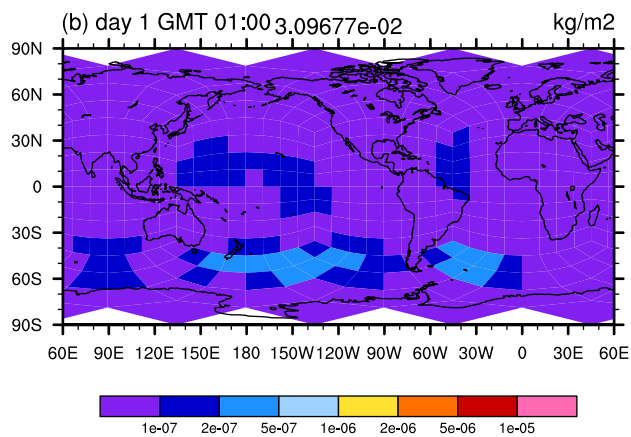 (b) day 1 GMT 01:00 3.09677e-02 kg/m2
90N
60N
30N
0
30S
60S
90S
60E 90E 120E 150E 180 150W 120W 90W 60W 30W 0 30E 60E
1e-07 2e-07 5e-07 1e-06 2e-06 5e-06 1e-05